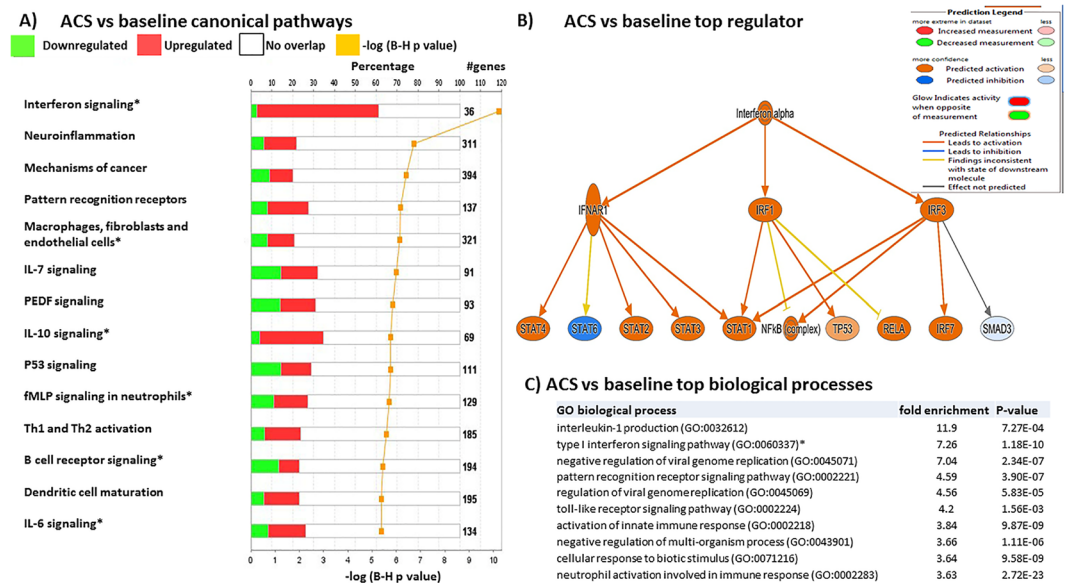 A) ACS vs baseline canonical pathways
Downregulated Upregulated No overlap -log (B-H p value)
Percentage #genes
0 10 20 30 40 50 60 70 80 90 100 110 120
Interferon signaling* 36
Neuroinflammation 311
Mechanisms of cancer 394
Pattern recognition receptors 137
Macrophages, fibroblasts and
endothelial cells* 321
IL-7 signaling 91
PEDF signaling 93
IL-10 signaling* 69
P53 signaling 111
fMLP signaling in neutrophils* 129
Th1 and Th2 activation 185
B cell receptor signaling* 194
Dendritic cell maturation 195
IL-6 signaling* 134
0 1 2 3 4 5 6 7 8 9 10
-log (B-H p value)
B) ACS vs baseline top regulator
Prediction Legend
more extreme in dataset less
Increased measurement
Decreased measurement
more confidence less
Predicted activation
Predicted inhibition
Glow Indicates activity
when opposite
of measurement
Predicted Relationships
Leads to activation
Leads to inhibition
Findings inconsistent
with state of downstream
molecule
Effect not predicted
Interferon alpha
IFNAR1 IRF1 IRF3
STAT4 STAT6 STAT2 STAT3 STAT1 NFkB (complex) TP53 RELA IRF7 SMAD3
C) ACS vs baseline top biological processes
GO biological process fold enrichment P-value
interleukin-1 production (GO:0032612) 11.9 7.27E-04
type I interferon signaling pathway (GO:0060337)* 7.26 1.18E-10
negative regulation of viral genome replication (GO:0045071) 7.04 2.34E-07
pattern recognition receptor signaling pathway (GO:0002221) 4.59 3.90E-07
regulation of viral genome replication (GO:0045069) 4.56 5.83E-05
toll-like receptor signaling pathway (GO:0002224) 4.2 1.56E-03
activation of innate immune response (GO:0002218) 3.84 9.87E-09
negative regulation of multi-organism process (GO:0043901) 3.66 1.11E-06
cellular response to biotic stimulus (GO:0071216) 3.64 9.58E-09
neutrophil activation involved in immune response (GO:0002283) 3.63 2.72E-23